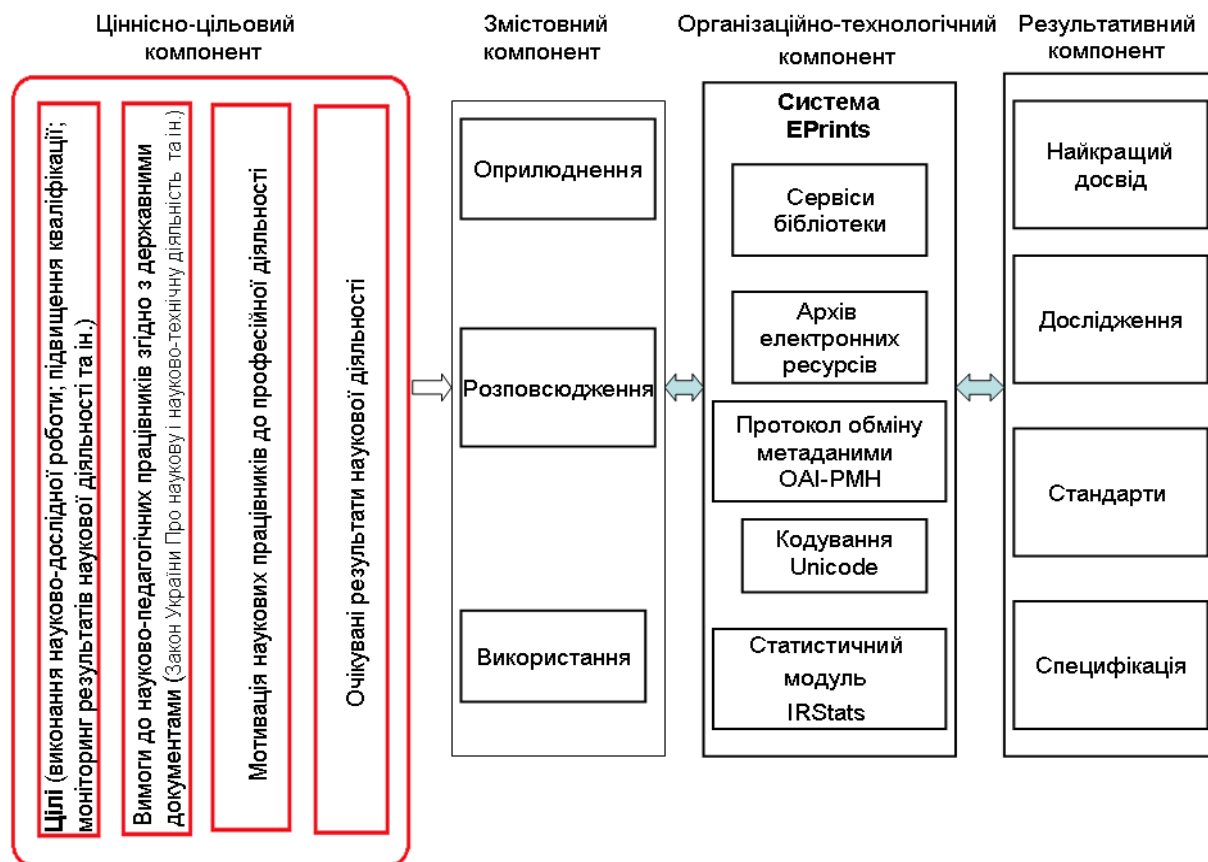 Ціннісно-цільовий
компонент
Цілі (виконання науково-дослідної роботи; підвищення кваліфікації;
моніторинг результатів наукової діяльності та ін.)
Вимоги до науково-педагогічних працівників згідно з державними
документами (Закон України Про наукову і науково-технічну діяльність та ін.)
Мотивація наукових працівників до професійної діяльності
Очікувані результати наукової діяльності
Змістовний
компонент
Оприлюднення
Розповсюдження
Використання
Організаційно-технологічний
компонент
Система
EPrints
Сервіси
бібліотеки
Архів
електронних
ресурсів
Протокол обміну
метаданими
OAI-PMH
Кодування
Unicode
Статистичний
модуль
IRStats
Результативний
компонент
Найкращий
досвід
Дослідження
Стандарти
Специфікація